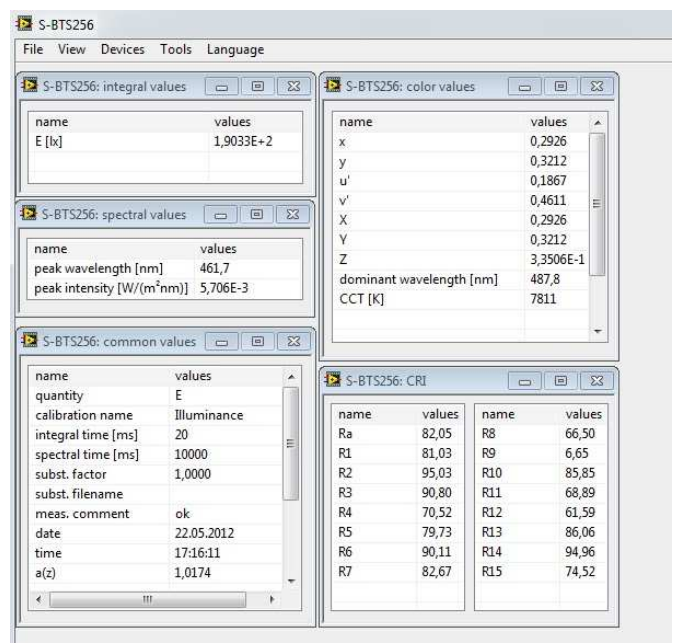 S-BTS256
File View Devices Tools Language
S-BTS256: integral values
name values
E [lx] 1,9033E+2
S-BTS256: spectral values
name values
peak wavelength [nm] 461,7
peak intensity [W/(m²nm)] 5,706E-3
S-BTS256: common values
name values
quantity E
calibration name Illuminance
integral time [ms] 20
spectral time [ms] 10000
subst. factor 1,0000
subst. filename
meas. comment ok
date 22.05.2012
time 17:16:11
a(z) 1,0174
S-BTS256: color values
name values
x 0,2926
y 0,3212
u' 0,1867
v' 0,4611
X 0,2926
Y 0,3212
Z 3,3506E-1
dominant wavelength [nm] 487,8
CCT [K] 7811
S-BTS256: CRI
name values name values
Ra 82,05 R8 66,50
R1 81,03 R9 6,65
R2 95,03 R10 85,85
R3 90,80 R11 68,89
R4 70,52 R12 61,59
R5 79,73 R13 86,06
R6 90,11 R14 94,96
R7 82,67 R15 74,52